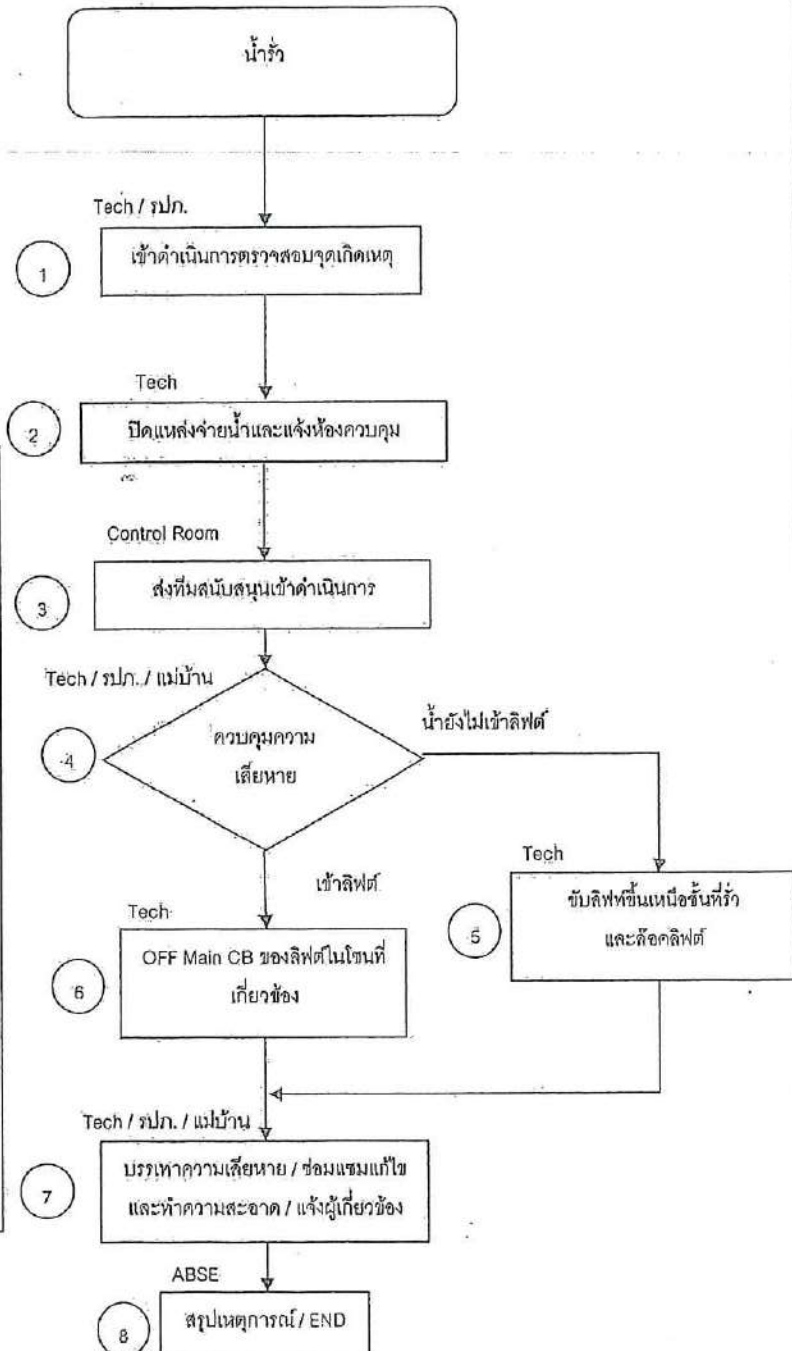 น้ำรั่ว
Tech / รปภ.
1
เข้าดำเนินการตรวจสอบจุดเกิดเหตุ
Tech
2
ปิดแหล่งจ่ายน้ำและแจ้งห้องควบคุม
Control Room
3
ส่งทีมสนับสนุนเข้าดำเนินการ
Tech / รปภ. / แม่บ้าน
4
ควบคุมความ
เสียหาย
น้ำยังไม่เข้าลิฟต์
เข้าลิฟต์
Tech
5
ขับลิฟท์ขึ้นเหนือชั้นที่รั่ว
และล๊อคลิฟต์
Tech
6
OFF Main CB ของลิฟต์ในโซนที่
เกี่ยวข้อง
Tech / รปภ. / แม่บ้าน
7
บรรเทาความเสียหาย / ซ่อมแซมแก้ไข
และทำความสะอาด / แจ้งผู้เกี่ยวข้อง
ABSE
8
สรุปเหตุการณ์ / END